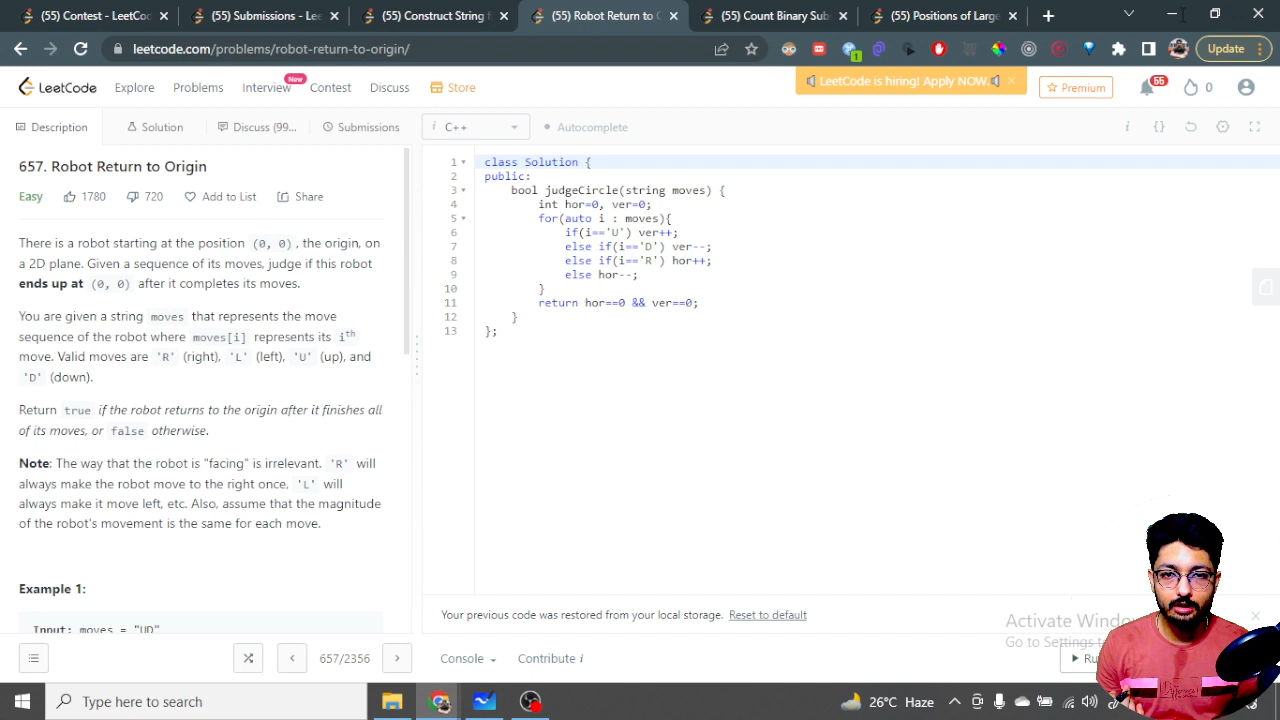 (55) Contest - LeetCo
(55) Submissions - Lee
(55) Construct String F
(55) Robot Return to O
(55) Count Binary Sub
(55) Positions of Large
leetcode.com/problems/robot-return-to-origin/
1
Update
LeetCode
Explore
Problems
Interview
New
Contest
Discuss
Store
LeetCode is hiring! Apply NOW.
Premium
55
0
Description
Solution
Discuss (99...
Submissions
i C++
Autocomplete
657. Robot Return to Origin
Easy 1780 720 Add to List Share
There is a robot starting at the position (0, 0), the origin, on
a 2D plane. Given a sequence of its moves, judge if this robot
ends up at (0, 0) after it completes its moves.
You are given a string moves that represents the move
sequence of the robot where moves[i] represents its ith
move. Valid moves are 'R' (right), 'L' (left), 'U' (up), and
'D' (down).
Return true if the robot returns to the origin after it finishes all
of its moves, or false otherwise.
Note: The way that the robot is "facing" is irrelevant. 'R' will
always make the robot move to the right once, 'L' will
always make it move left, etc. Also, assume that the magnitude
of the robot's movement is the same for each move.
Example 1:
Input: moves = "UD"
657/2356
1 class Solution {
2 public:
3 bool judgeCircle(string moves) {
4 int hor=0, ver=0;
5 for(auto i : moves){
6 if(i=='U') ver++;
7 else if(i=='D') ver--;
8 else if(i=='R') hor++;
9 else hor--;
10 }
11 return hor==0 && ver==0;
12 }
13 };
Your previous code was restored from your local storage. Reset to default
Activate Windo
Go to Settings t
Console
Contribute i
Type here to search
26°C Haze